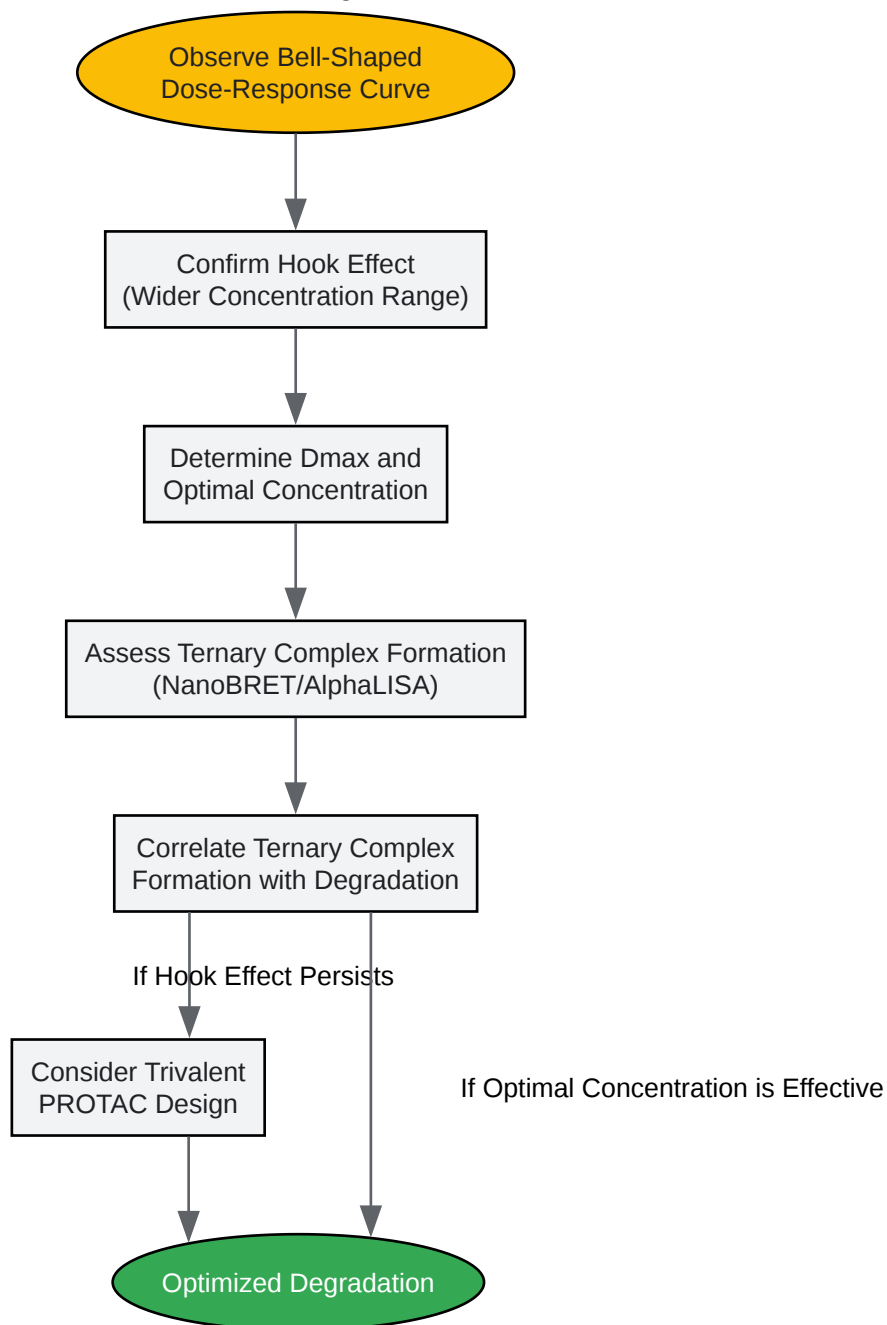 Observe Bell-Shaped
Dose-Response Curve
Confirm Hook Effect
(Wider Concentration Range)
Determine Dmax and
Optimal Concentration
Assess Ternary Complex Formation
(NanoBRET/AlphaLISA)
Correlate Ternary Complex
Formation with Degradation
If Hook Effect Persists
Consider Trivalent
PROTAC Design
If Optimal Concentration is Effective
Optimized Degradation